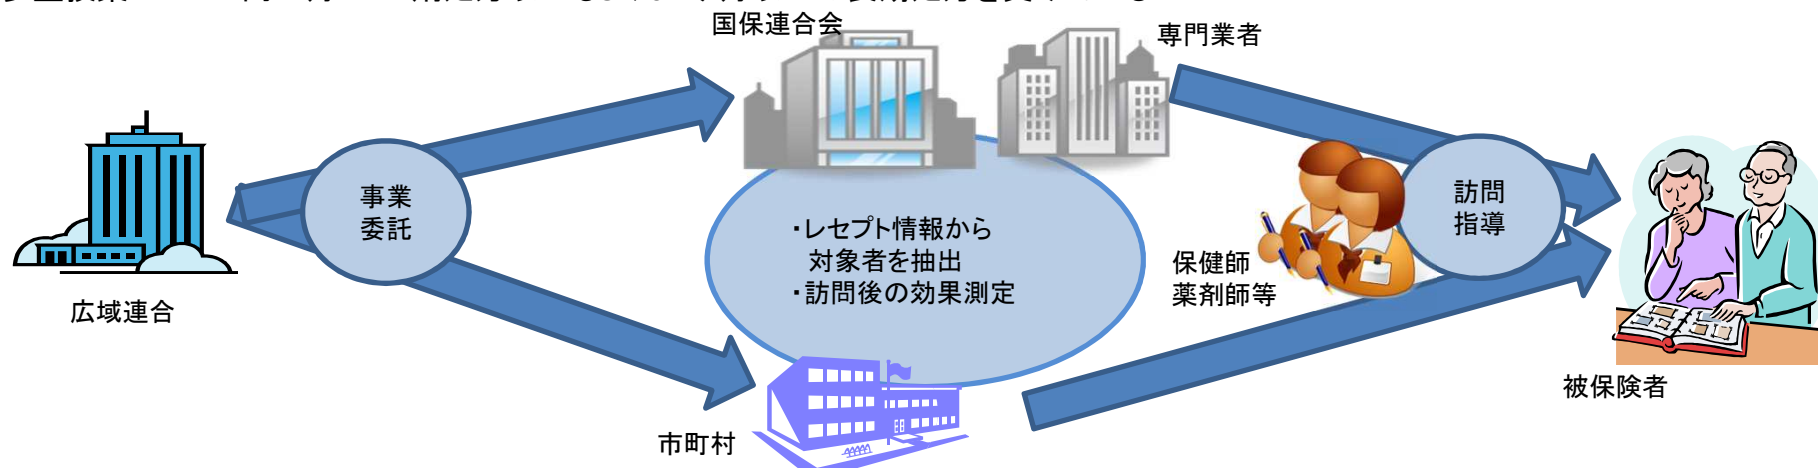 国保連合会
専門業者
事業
委託
・レセプト情報から
対象者を抽出
・訪問後の効果測定
訪問
指導
保健師
薬剤師等
広域連合
市町村
被保険者